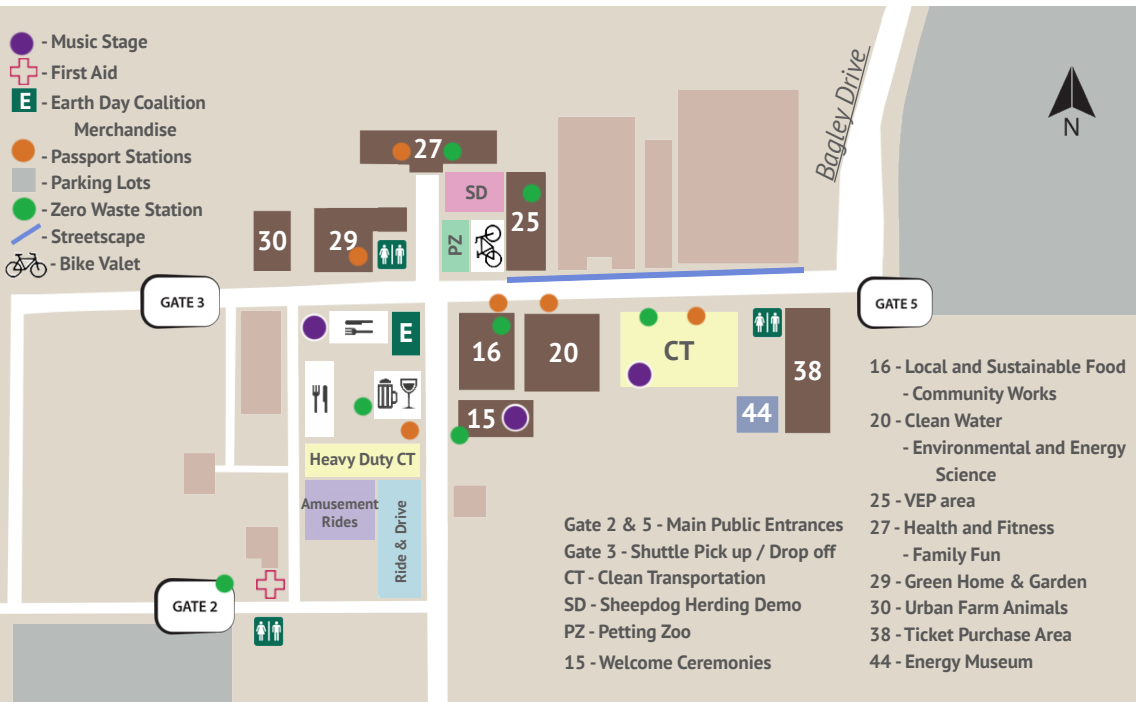 - Music Stage
- First Aid
E - Earth Day Coalition
Merchandise
- Passport Stations
- Parking Lots
- Zero Waste Station
- Streetscape
- Bike Valet
Bagley Drive
N
27
SD
25
PZ
30
29
GATE 3
GATE 5
E
16
20
CT
38
15
44
Heavy Duty CT
Amusement
Rides
Ride & Drive
GATE 2
Gate 2 & 5 - Main Public Entrances
Gate 3 - Shuttle Pick up / Drop off
CT - Clean Transportation
SD - Sheepdog Herding Demo
PZ - Petting Zoo
15 - Welcome Ceremonies
16 - Local and Sustainable Food
- Community Works
20 - Clean Water
- Environmental and Energy
Science
25 - VEP area
27 - Health and Fitness
- Family Fun
29 - Green Home & Garden
30 - Urban Farm Animals
38 - Ticket Purchase Area
44 - Energy Museum